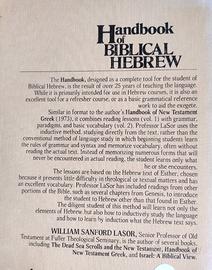 Handbook
of
BIBLICAL
HEBREW
The Handbook, designed as a complete tool for the student of
Biblical Hebrew, is the result of over 25 years of teaching the language.
While it is primarily intended for use in Hebrew courses, it is also an
excellent tool for a refresher course, or as a basic grammatical reference
work to aid the exegete.
Similar in format to the author's Handbook of New Testament
Greek (1973), it combines reading lessons (vol. 1) with grammar,
paradigms, and basic vocabulary (vol. 2). Professor LaSor uses the
inductive method, studying directly from the text, rather than the
conventional method of language study in which beginning students learn
the rules of grammar and syntax and memorize vocabulary, often without
reading the actual text. Instead of memorizing numerous forms that will
never be encountered in actual reading, the student learns only what
he or she encounters.
The lessons are based on the Hebrew text of Esther, chosen
because it presents little difficulty in theological or textual matters and has
an excellent vocabulary. Professor LaSor has included readings from other
portions of the Bible, such as several chapters from Genesis, to introduce
the student to Hebrew other than that found in Esther.
The diligent student of this method will learn not only the
elements of Hebrew but also how to inductively study the language
and how to learn by induction what the Hebrew text says.
WILLIAM SANFORD LASOR, Senior Professor of Old
Testament at Fuller Theological Seminary, is the author of several books,
including The Dead Sea Scrolls and the New Testament, Handbook of
New Testament Greek, and Israel: A Biblical View.